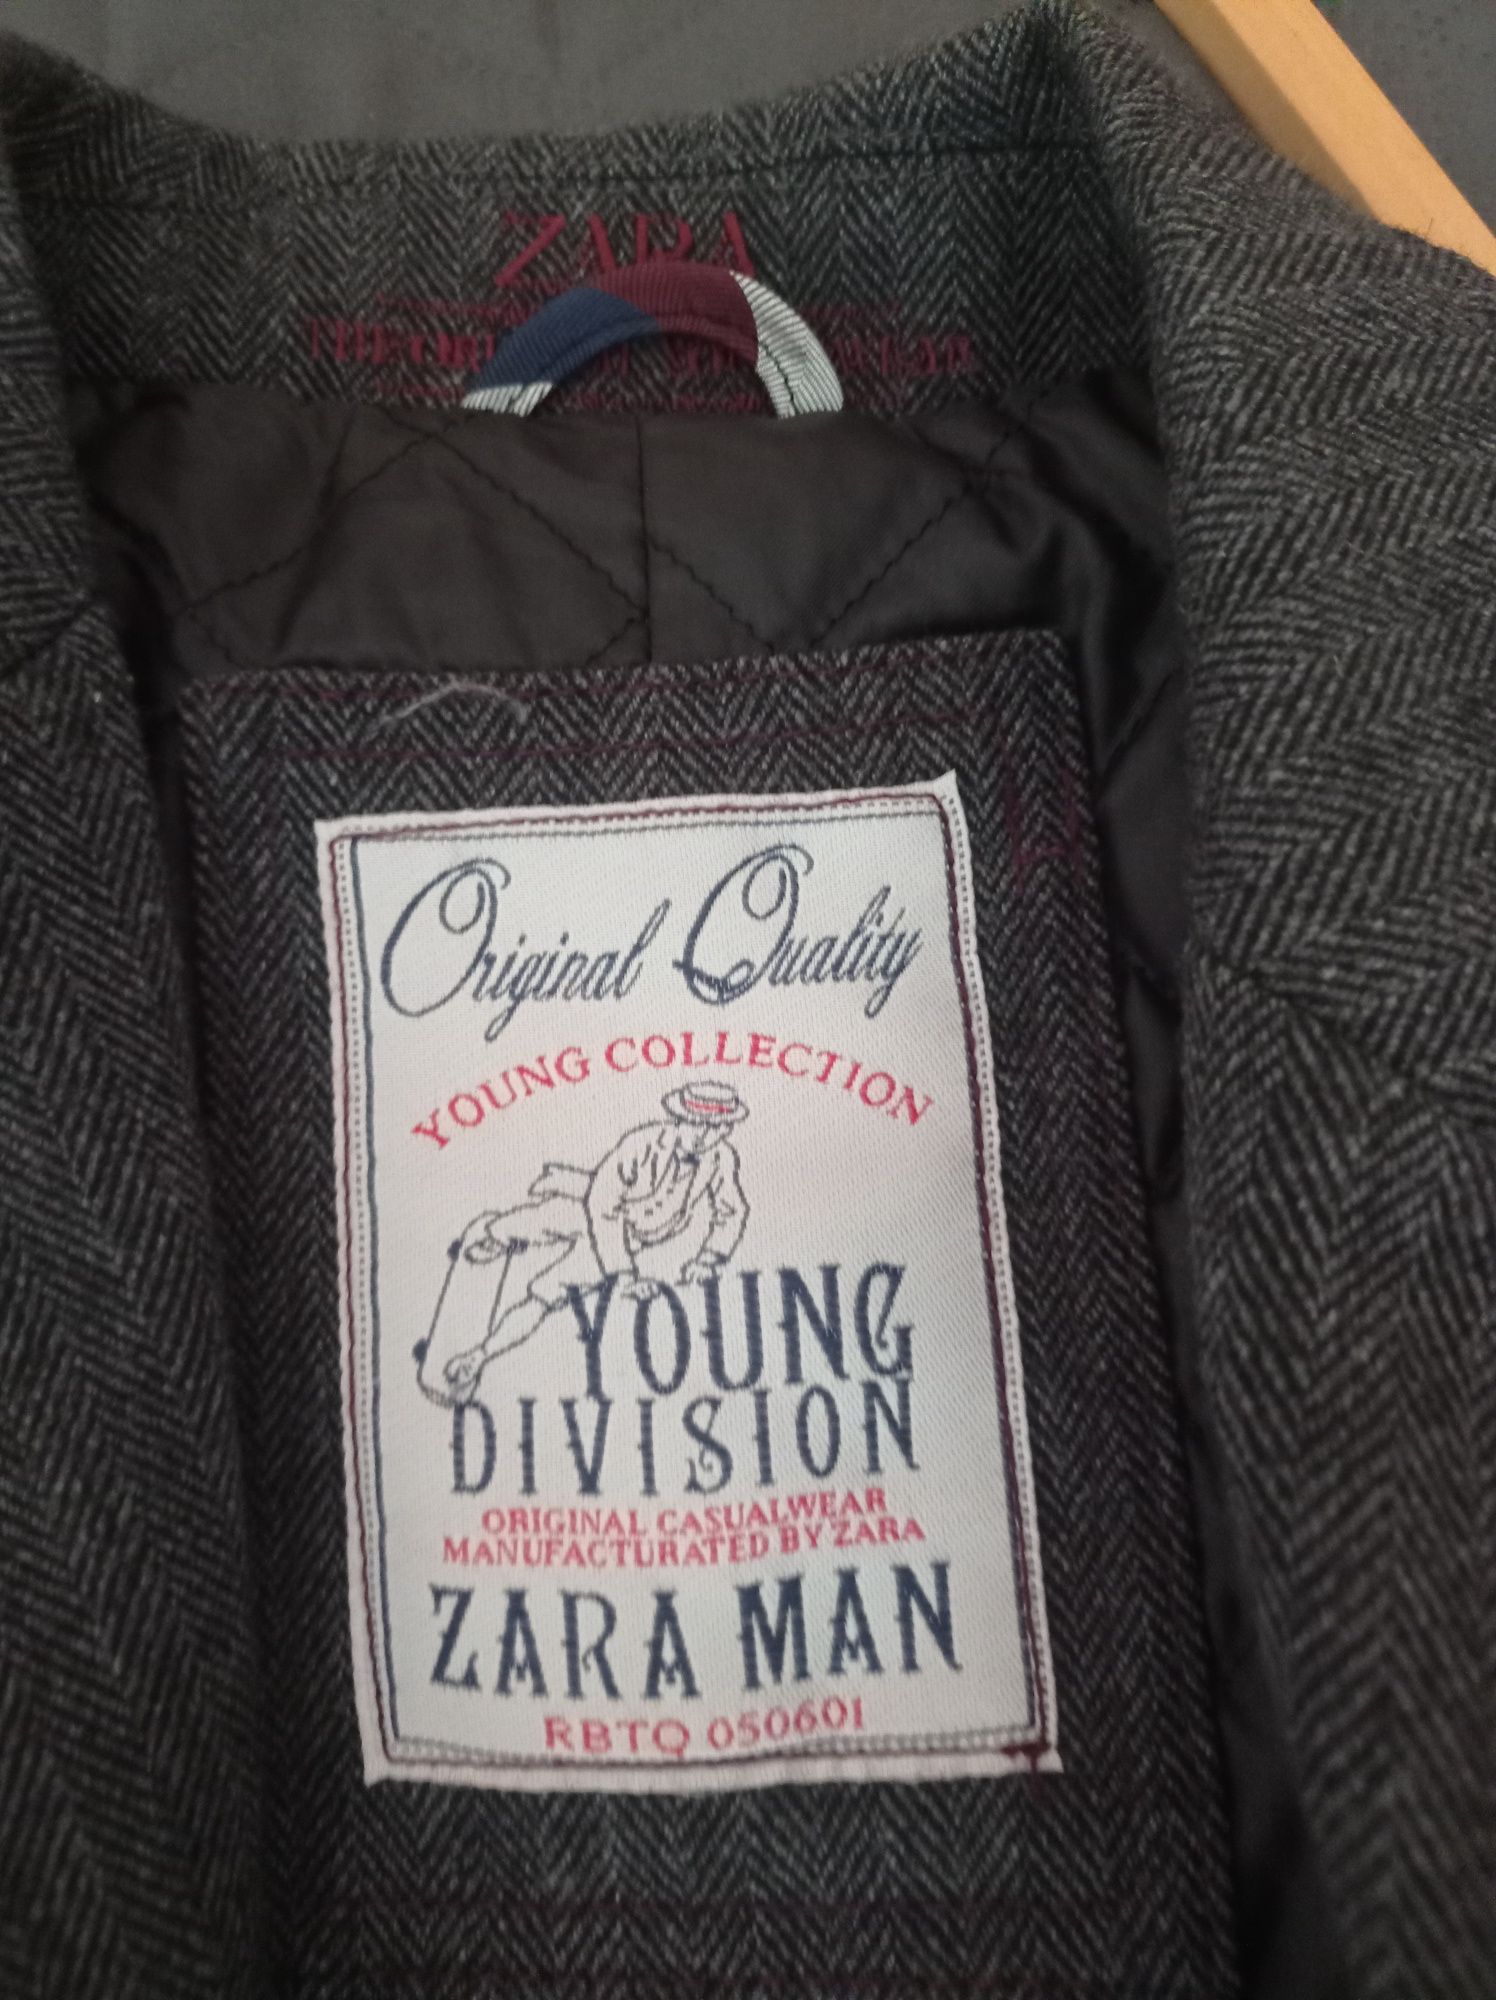 ZARA
Original Quality
YOUNG COLLECTION
YOUNG
DIVISION
ORIGINAL CASUALWEAR
MANUFACTURATED BY ZARA
ZARA MAN
RBTQ 050601